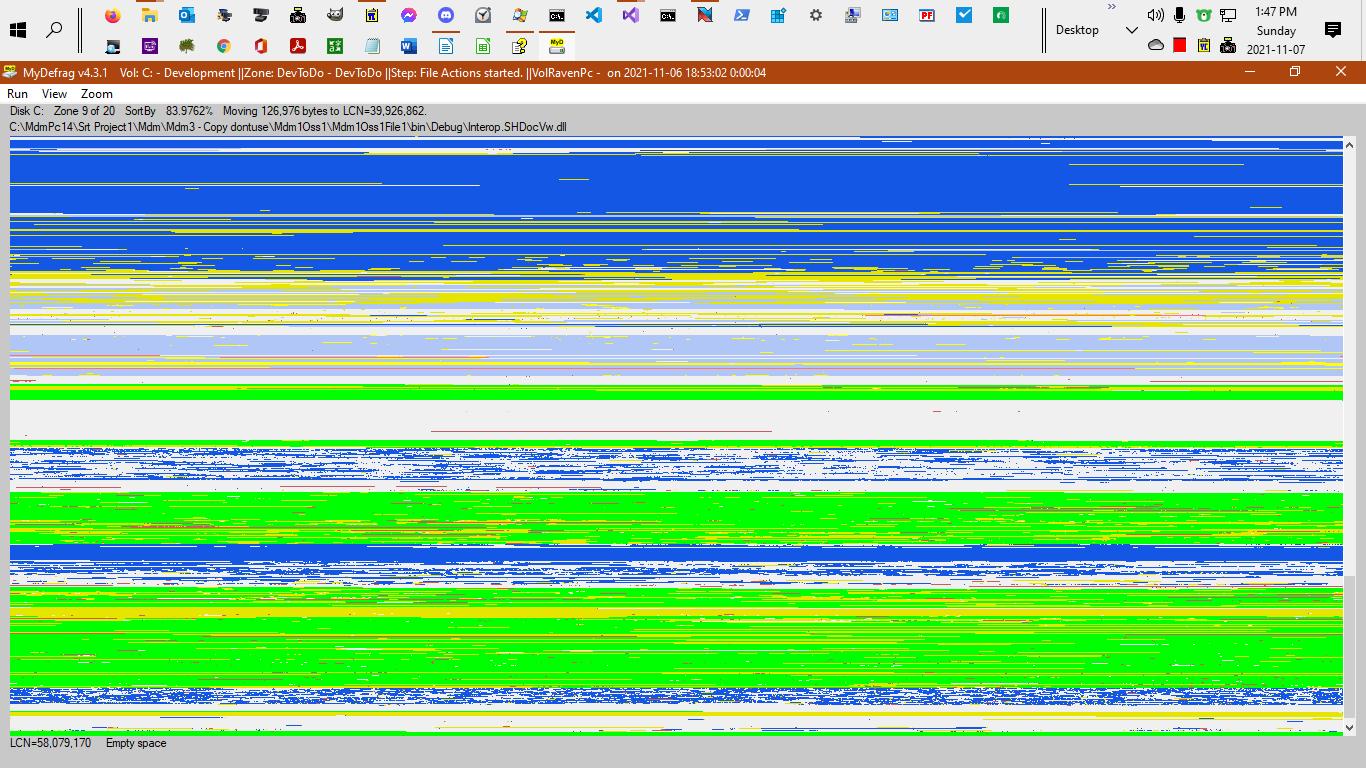 Desktop
1:47 PM
Sunday
2021-11-07
MyDefrag v4.3.1 Vol: C: - Development ||Zone: DevToDo - DevToDo ||Step: File Actions started. ||VolRavenPc - on 2021-11-06 18:53:02 0:00:04
Run View Zoom
Disk C: Zone 9 of 20 SortBy 83.9762% Moving 126,976 bytes to LCN=39,926,862.
C:\MdmPc14\Srt Project1\Mdm\Mdm3 - Copy dontuse\Mdm1Oss1\Mdm1Oss1File1\bin\Debug\Interop.SHDocVw.dll
LCN=58,079,170 Empty space